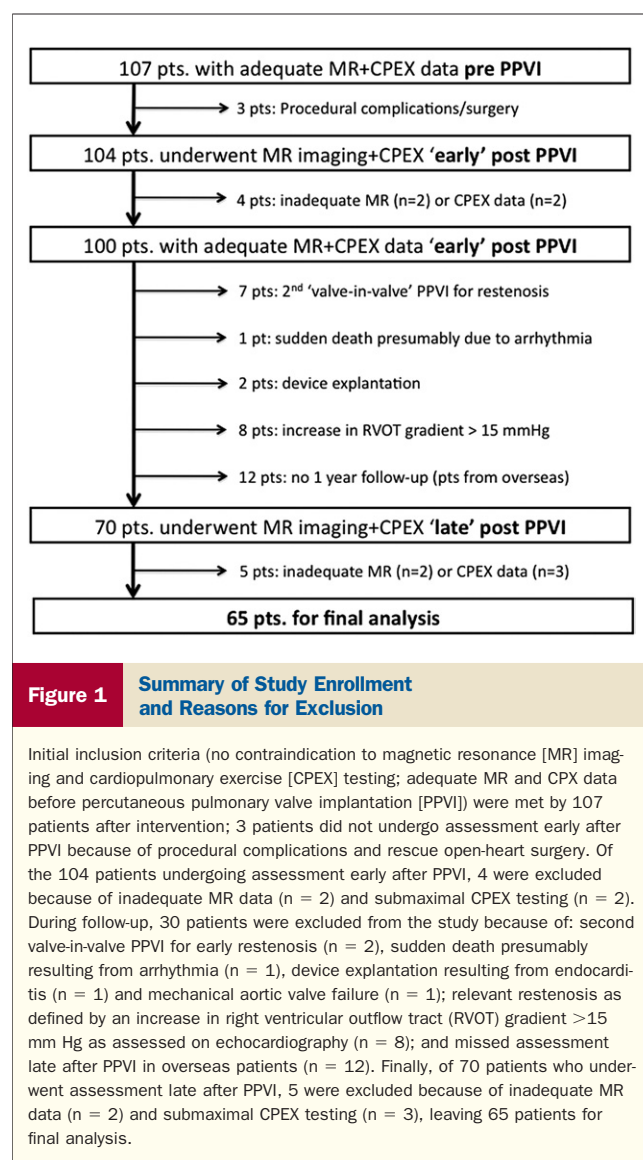 107 pts. with adequate MR+CPEX data pre PPVI
3 pts: Procedural complications/surgery
104 pts. underwent MR imaging+CPEX ‘early’ post PPVI
4 pts: inadequate MR (n=2) or CPEX data (n=2)
100 pts. with adequate MR+CPEX data ‘early’ post PPVI
7 pts: 2nd ‘valve-in-valve’ PPVI for restenosis
1 pt: sudden death presumably due to arrhythmia
2 pts: device explantation
8 pts: increase in RVOT gradient > 15 mmHg
12 pts: no 1 year follow-up (pts from overseas)
70 pts. underwent MR imaging+CPEX ‘late’ post PPVI
5 pts: inadequate MR (n=2) or CPEX data (n=3)
65 pts. for final analysis
Figure 1
Summary of Study Enrollment
and Reasons for Exclusion
Initial inclusion criteria (no contraindication to magnetic resonance [MR] imag-
ing and cardiopulmonary exercise [CPEX] testing; adequate MR and CPX data
before percutaneous pulmonary valve implantation [PPVI]) were met by 107
patients after intervention; 3 patients did not undergo assessment early after
PPVI because of procedural complications and rescue open-heart surgery. Of
the 104 patients undergoing assessment early after PPVI, 4 were excluded
because of inadequate MR data (n = 2) and submaximal CPEX testing (n = 2).
During follow-up, 30 patients were excluded from the study because of: second
valve-in-valve PPVI for early restenosis (n = 2), sudden death presumably
resulting from arrhythmia (n = 1), device explantation resulting from endocardi-
tis (n = 1) and mechanical aortic valve failure (n = 1); relevant restenosis as
defined by an increase in right ventricular outflow tract (RVOT) gradient >15
mm Hg as assessed on echocardiography (n = 8); and missed assessment
late after PPVI in overseas patients (n = 12). Finally, of 70 patients who under-
went assessment late after PPVI, 5 were excluded because of inadequate MR
data (n = 2) and submaximal CPEX testing (n = 3), leaving 65 patients for
final analysis.